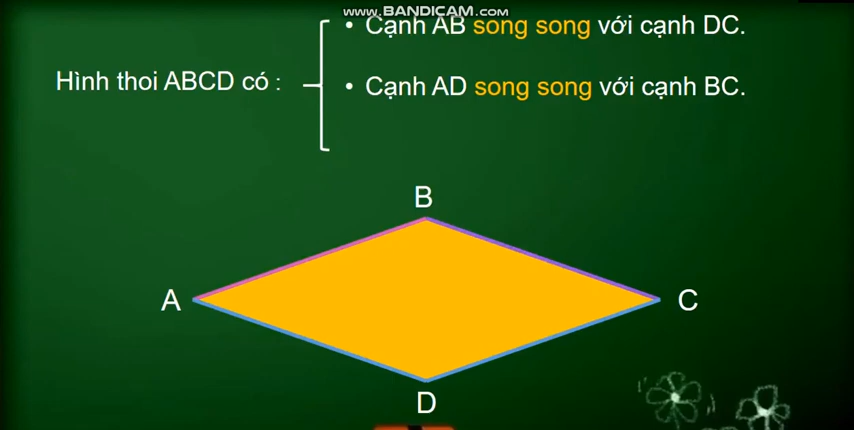 www.BANDICAM.com
• Cạnh AB song song với cạnh DC.
Hình thoi ABCD có :
• Cạnh AD song song với cạnh BC.
B
A
C
D